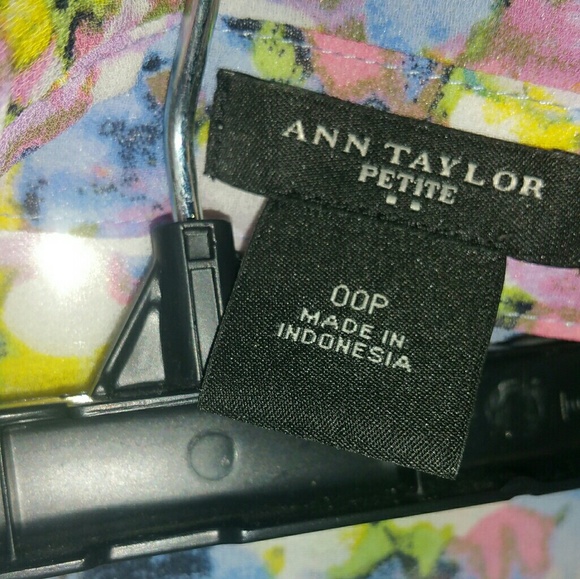 ANN TAYLOR
PETITE
00P
MADE IN
INDONESIA